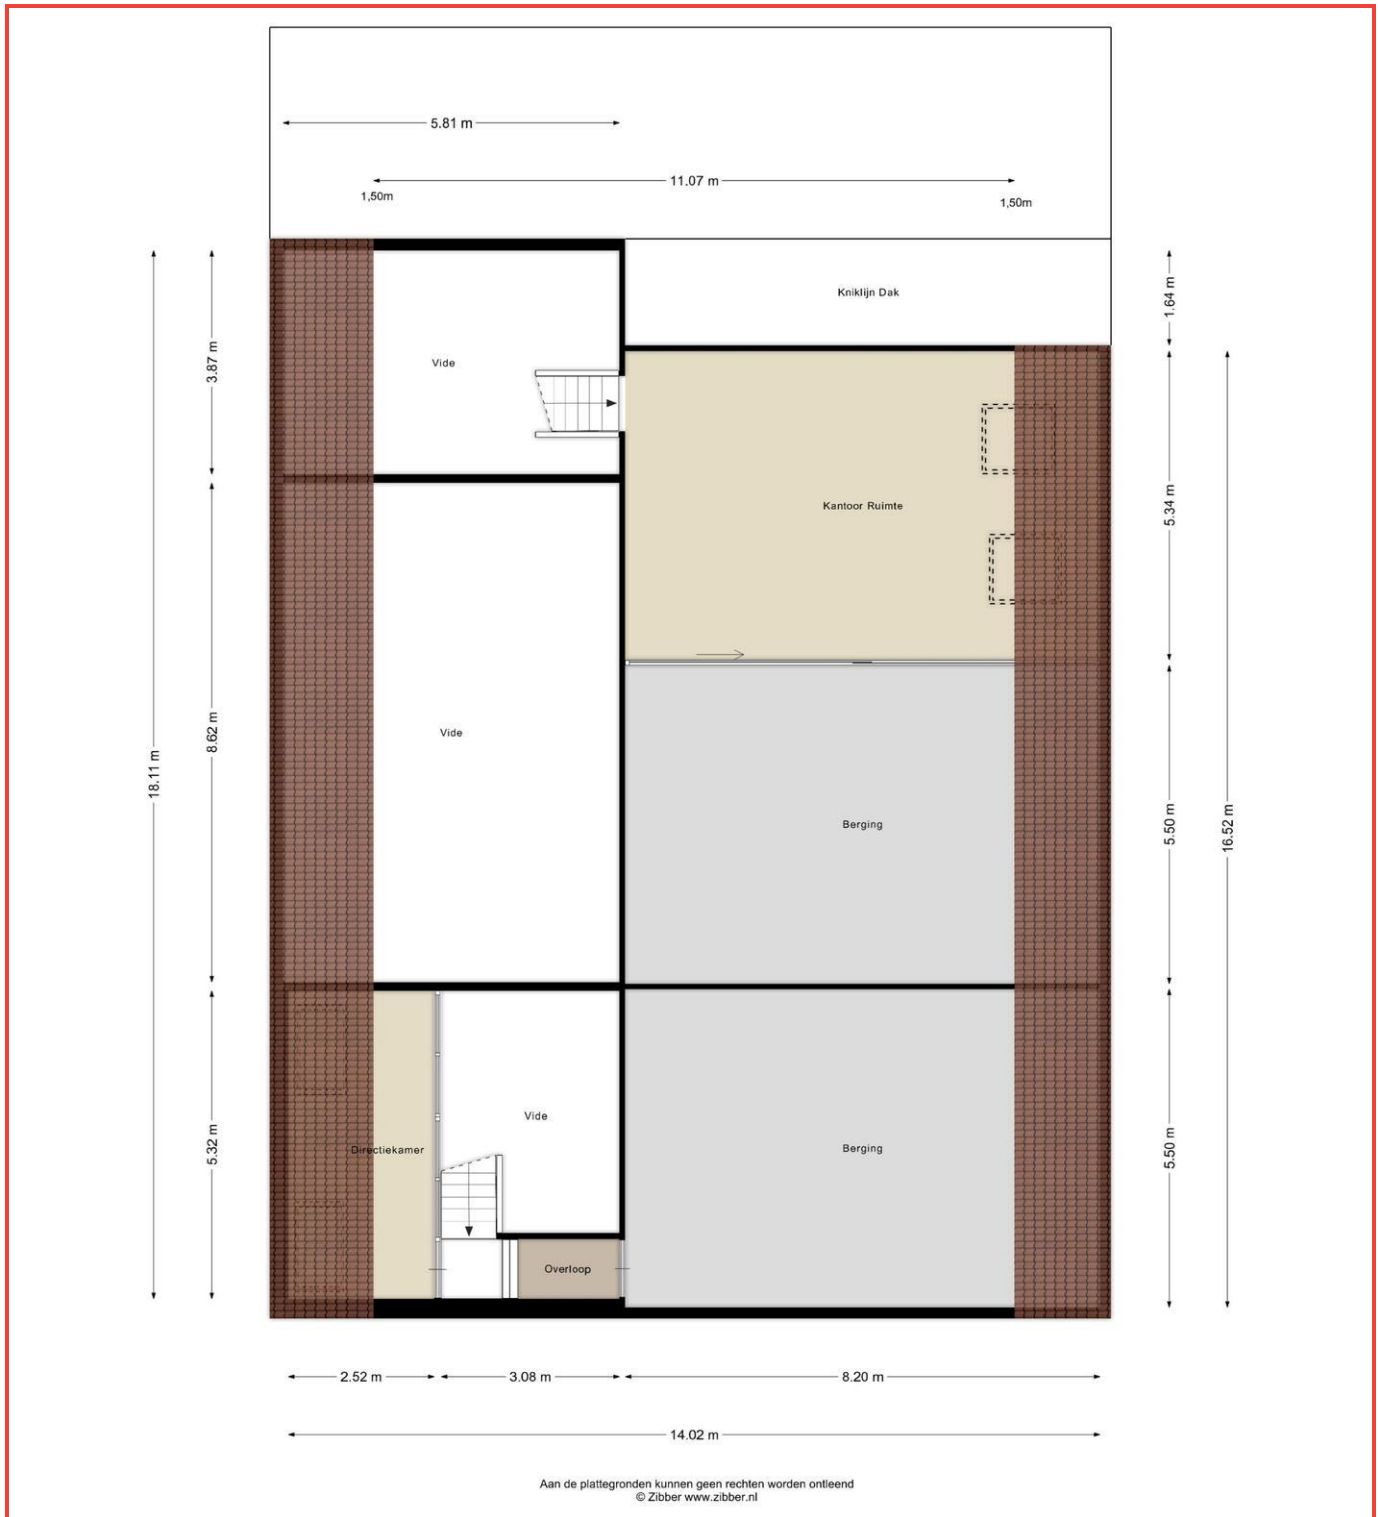 5.81 m
11.07 m
1,50m
1,50m
Kniklijn Dak
1.64 m
3.87 m
Vide
Kantoor Ruimte
5.34 m
18.11 m
8.62 m
Vide
Berging
5.50 m
16.52 m
Vide
Directiekamer
Berging
5.32 m
5.50 m
Overloop
2.52 m
3.08 m
8.20 m
14.02 m
Aan de plattegronden kunnen geen rechten worden ontleend
© Zibber www.zibber.nl